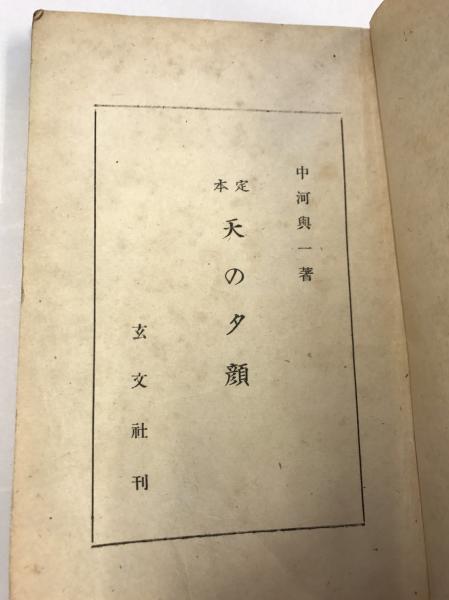 中河與一著
定本
天の夕顔
玄文社刊